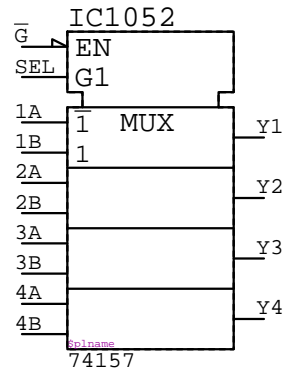 IC1052
G̅ EN
SEL G1
MUX
1A 1̅ Y1
1B 1
2A Y2
2B
3A Y3
3B
4A Y4
4B
$plname
74157